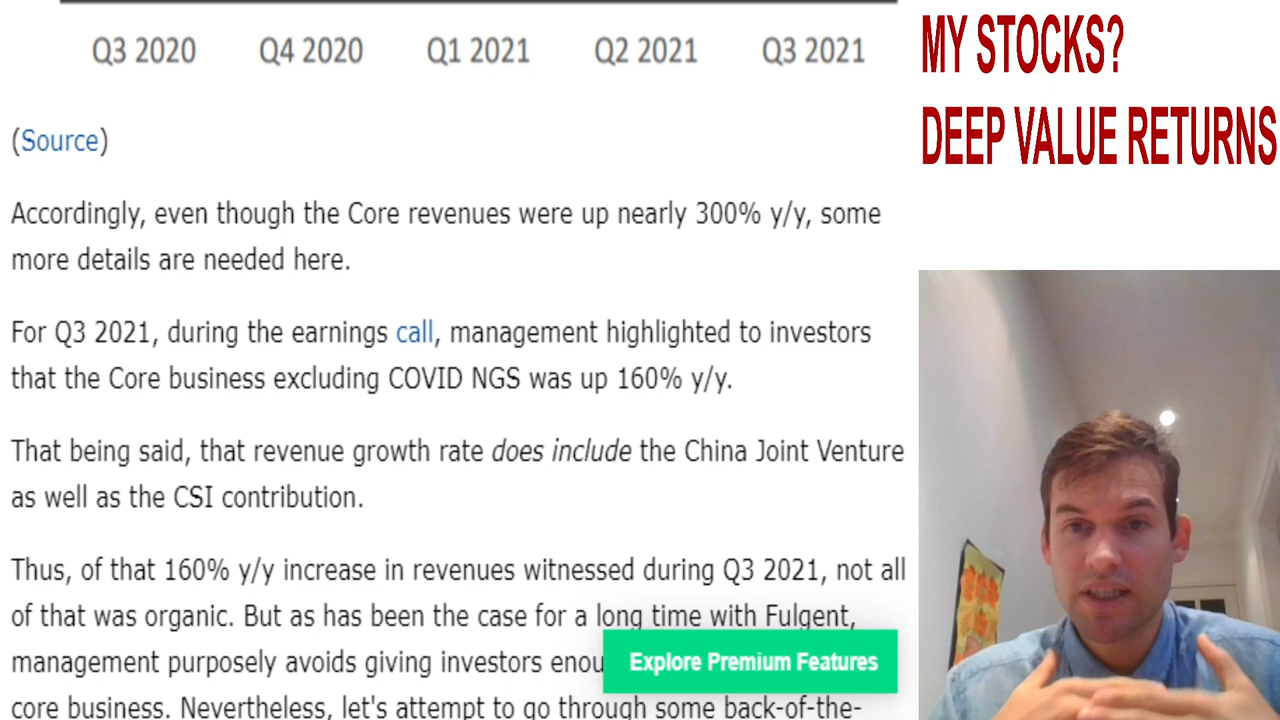 Q3 2020 Q4 2020 Q1 2021 Q2 2021 Q3 2021
(Source)
Accordingly, even though the Core revenues were up nearly 300% y/y, some
more details are needed here.
For Q3 2021, during the earnings call, management highlighted to investors
that the Core business excluding COVID NGS was up 160% y/y.
That being said, that revenue growth rate does include the China Joint Venture
as well as the CSI contribution.
Thus, of that 160% y/y increase in revenues witnessed during Q3 2021, not all
of that was organic. But as has been the case for a long time with Fulgent,
management purposely avoids giving investors
core business. Nevertheless, let's attempt to go through some back-of-the-
Explore Premium Features
MY STOCKS?
DEEP VALUE RETURNS